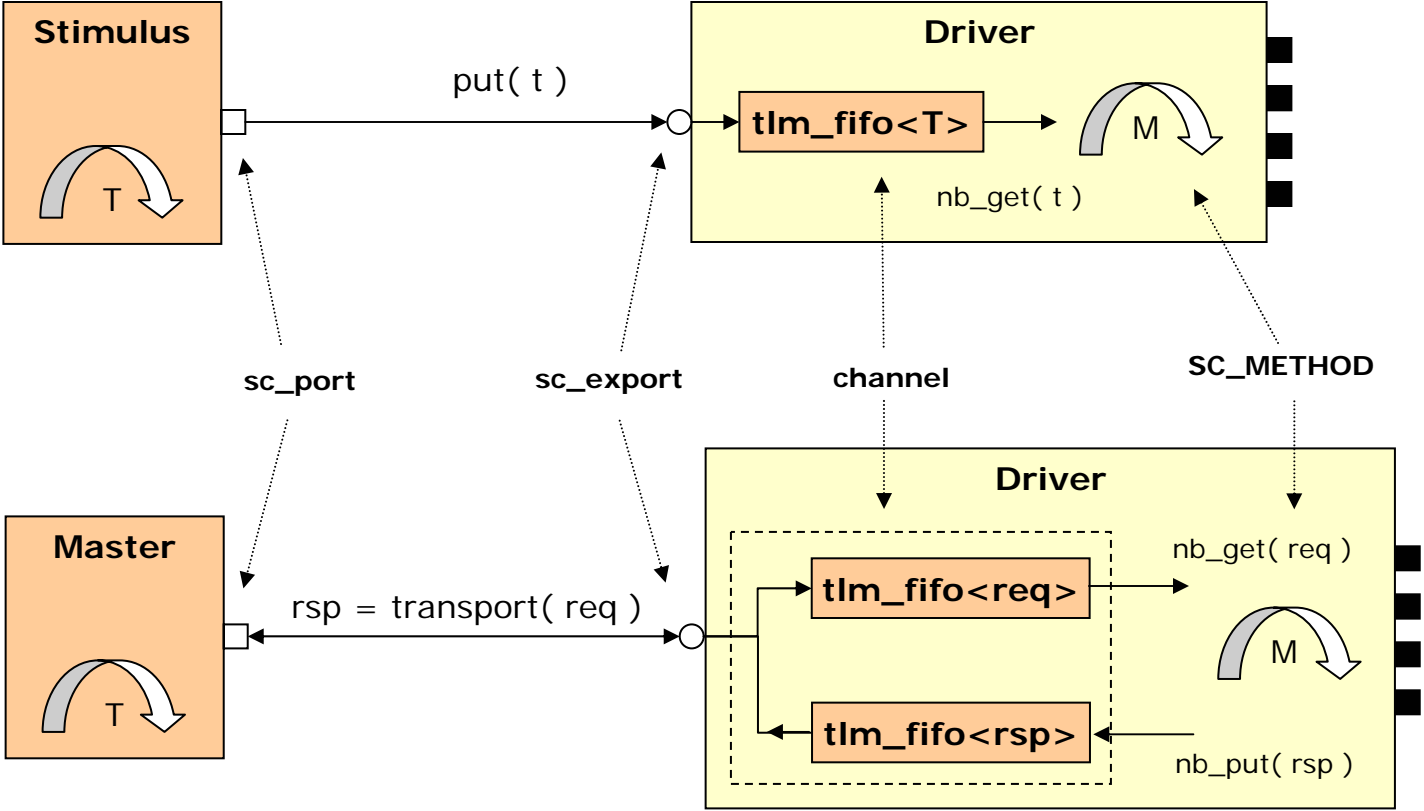 Stimulus
Driver
put( t )
tlm_fifo<T>
M
T
nb_get( t )
sc_port
sc_export
channel
SC_METHOD
Driver
Master
nb_get( req )
tlm_fifo<req>
rsp = transport( req )
M
T
tlm_fifo<rsp>
nb_put( rsp )